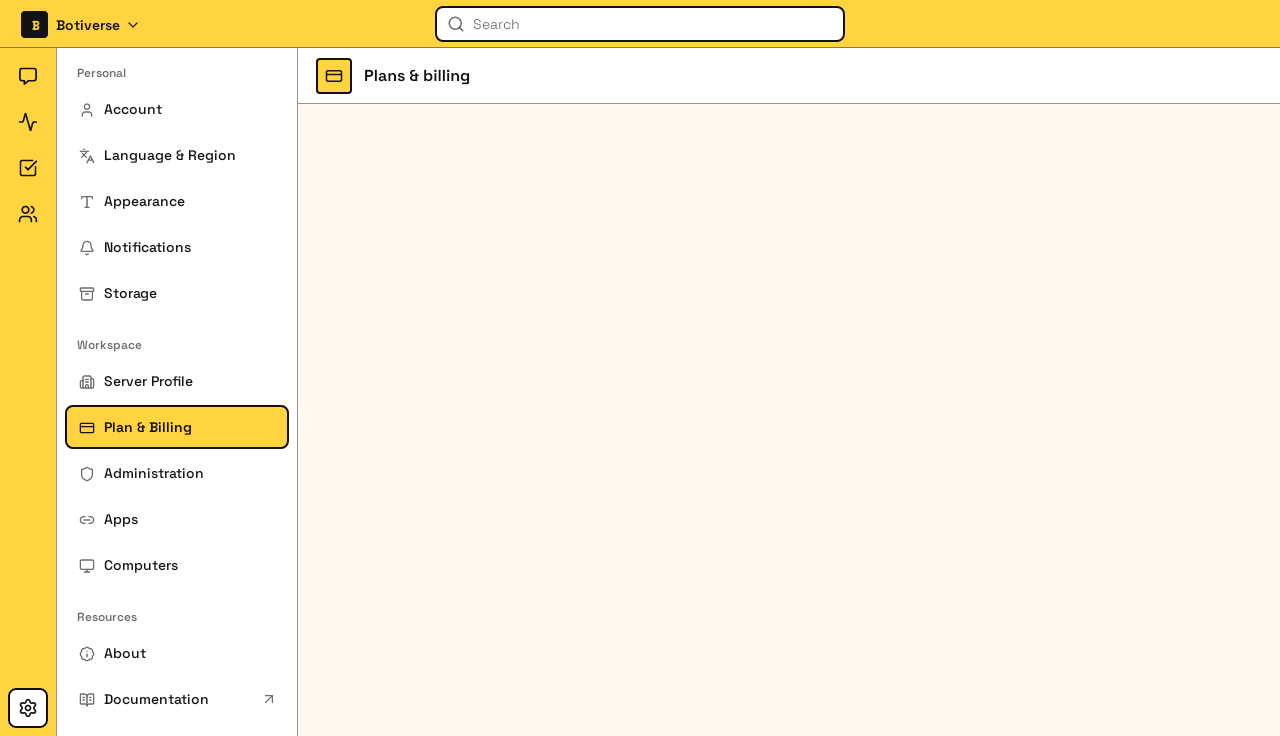 B Botiverse
Search
Personal
Account
Language & Region
Appearance
Notifications
Storage
Workspace
Server Profile
Plan & Billing
Administration
Apps
Computers
Resources
About
Documentation
Plans & billing